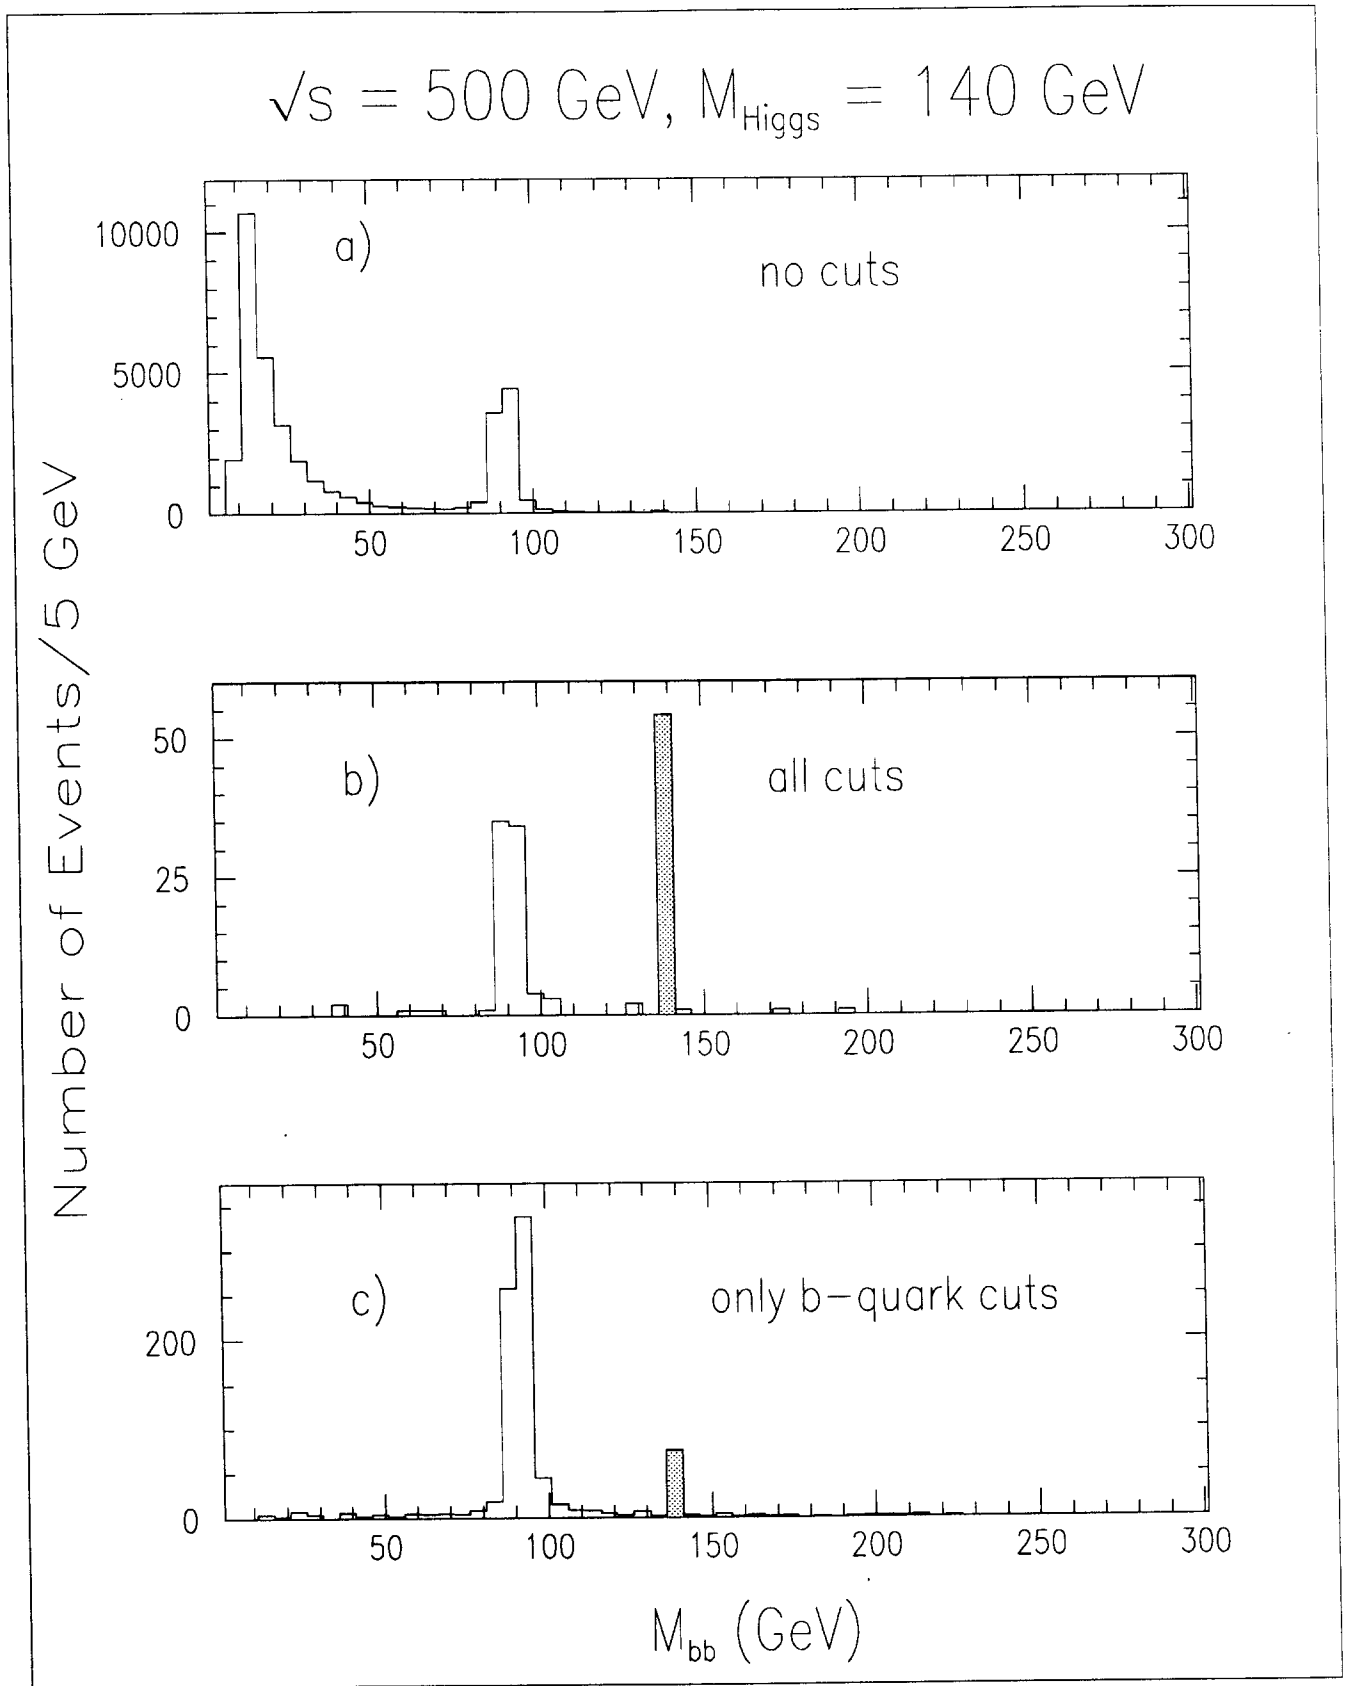 √s = 500 GeV, M_Higgs = 140 GeV
Number of Events/5 GeV
a)
no cuts
10000
5000
0
50 100 150 200 250 300
b)
all cuts
50
25
0
50 100 150 200 250 300
c)
only b-quark cuts
200
0
50 100 150 200 250 300
M_bb (GeV)